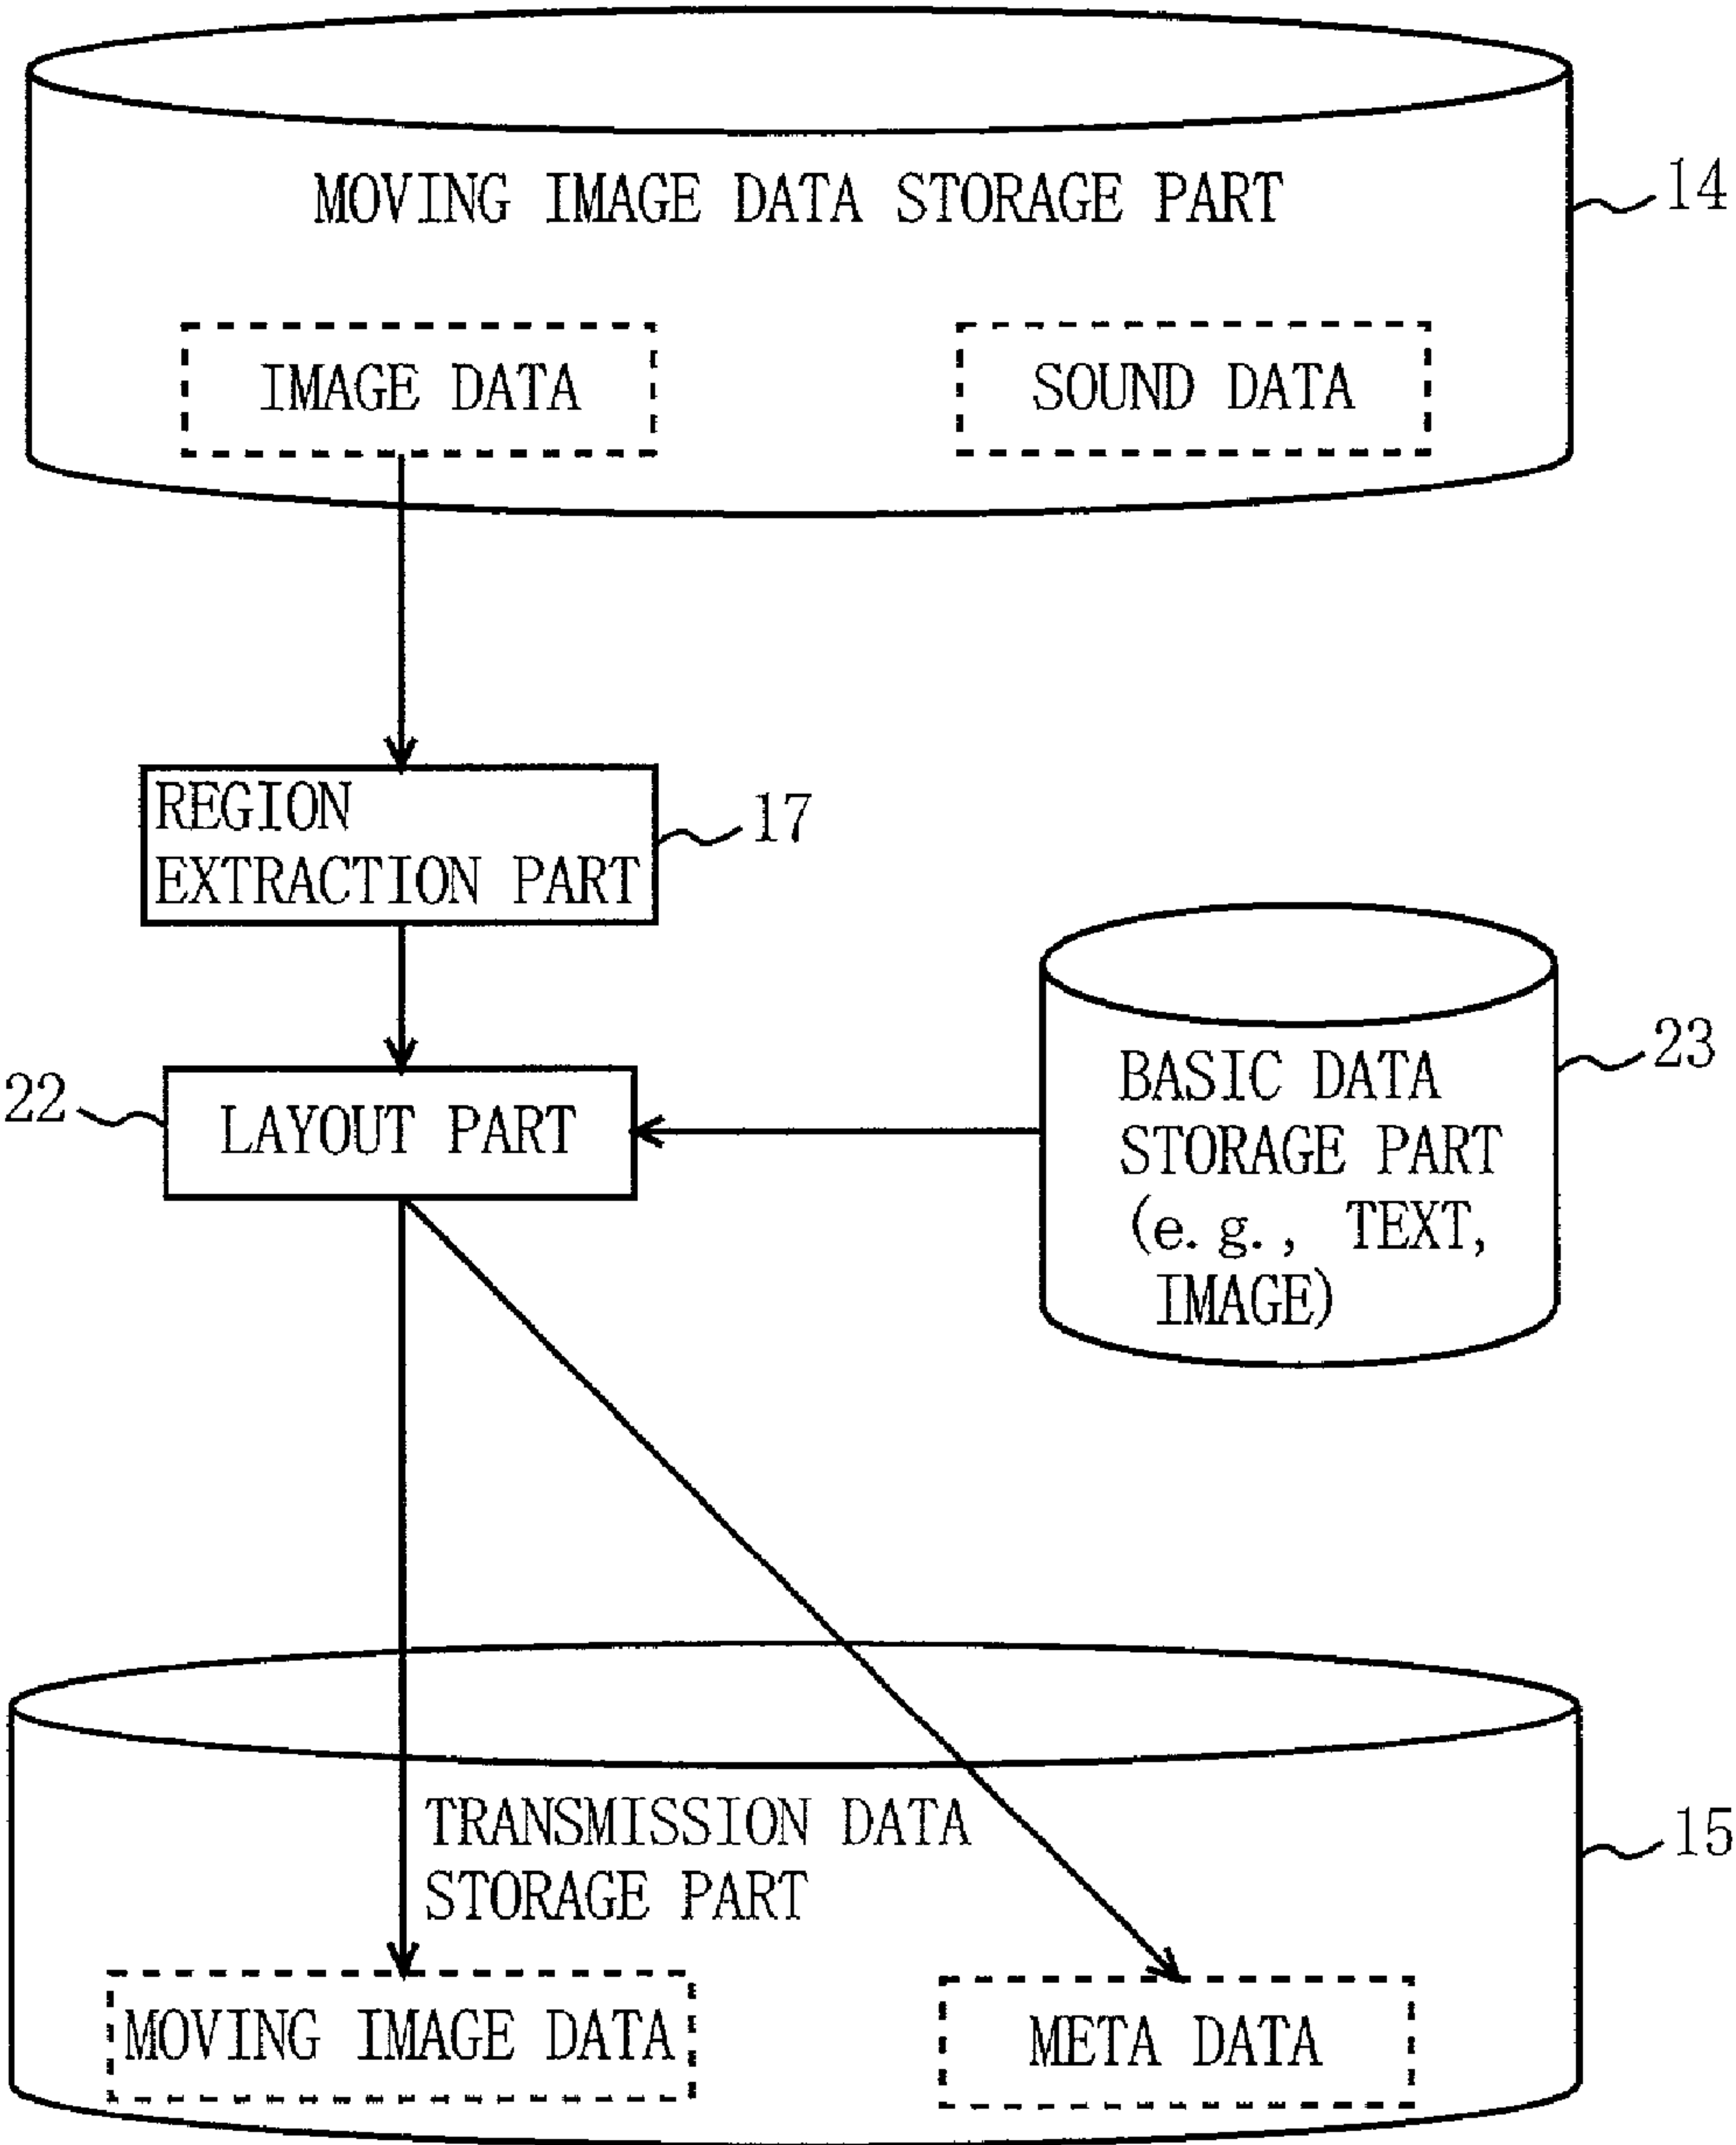 MOVING IMAGE DATA STORAGE PART
14
IMAGE DATA
SOUND DATA
REGION
EXTRACTION PART
17
22
LAYOUT PART
BASIC DATA
STORAGE PART
(e.g., TEXT,
IMAGE)
23
TRANSMISSION DATA
STORAGE PART
15
MOVING IMAGE DATA
META DATA